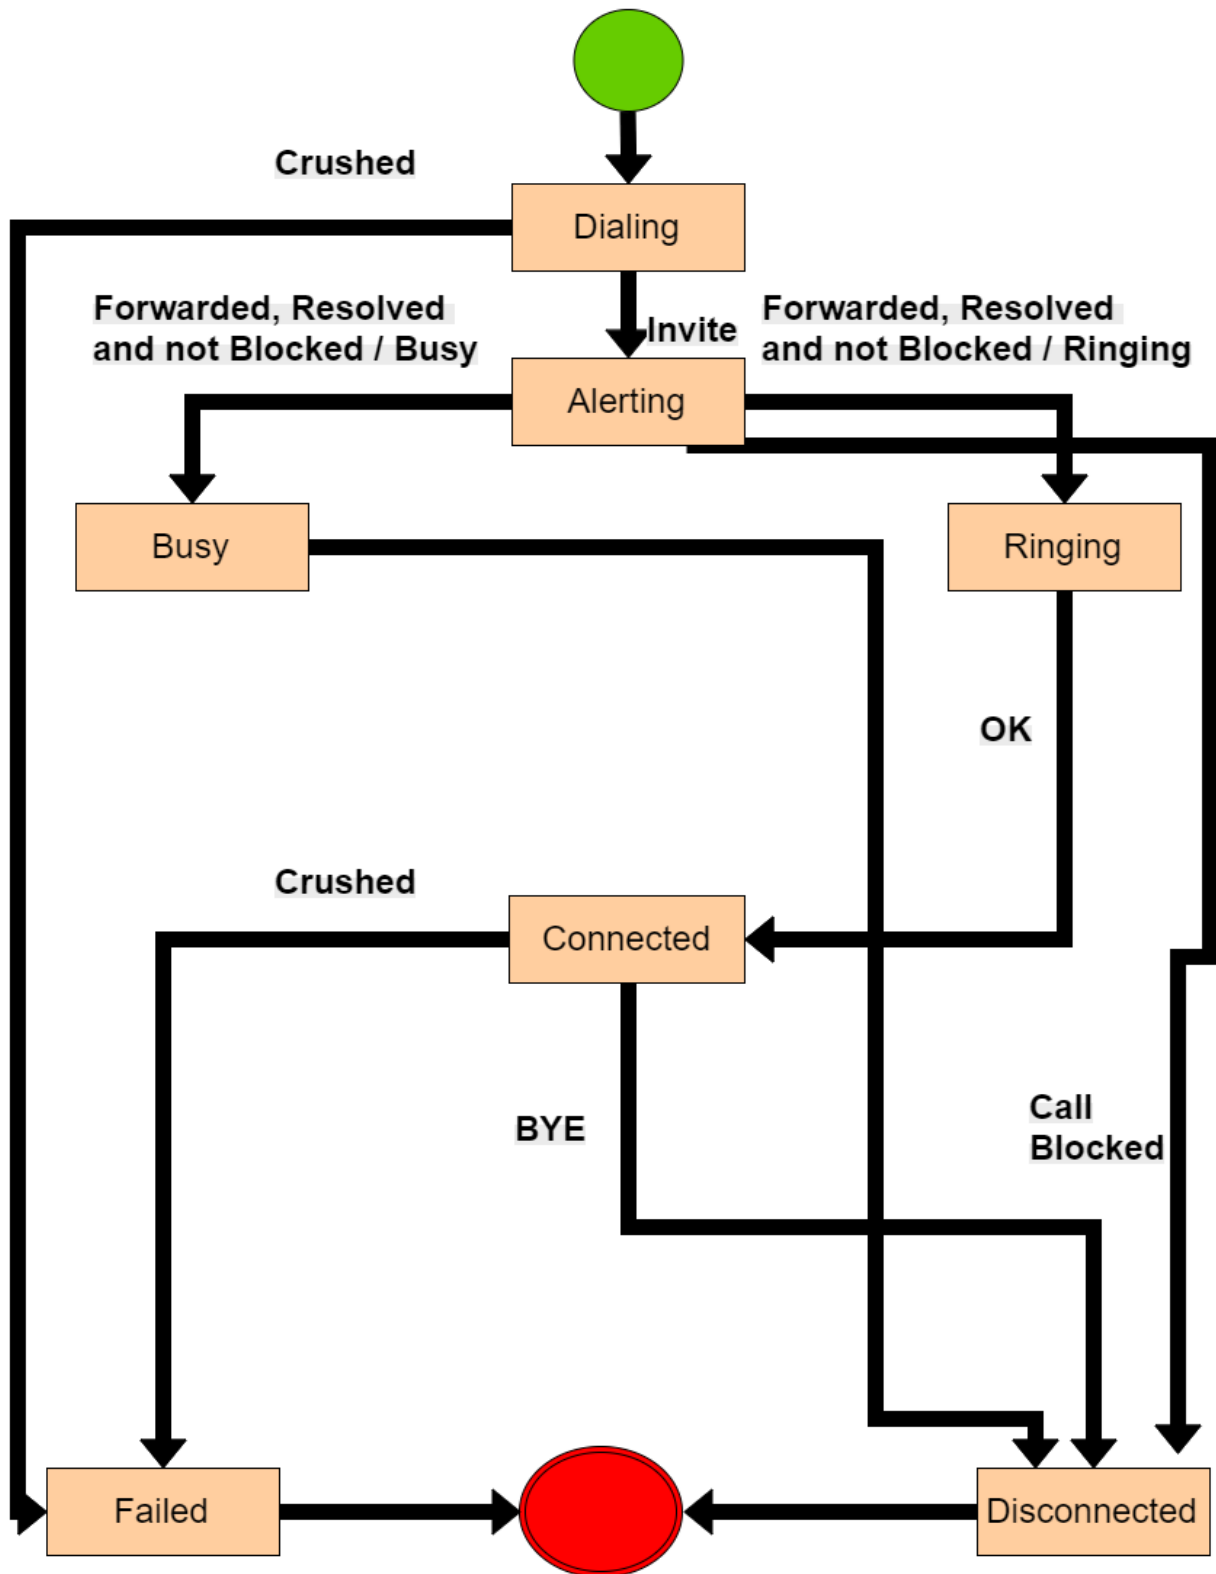 Crushed
Dialing
Forwarded, Resolved
and not Blocked / Busy
Invite
Forwarded, Resolved
and not Blocked / Ringing
Alerting
Busy
Ringing
OK
Crushed
Connected
BYE
Call
Blocked
Failed
Disconnected